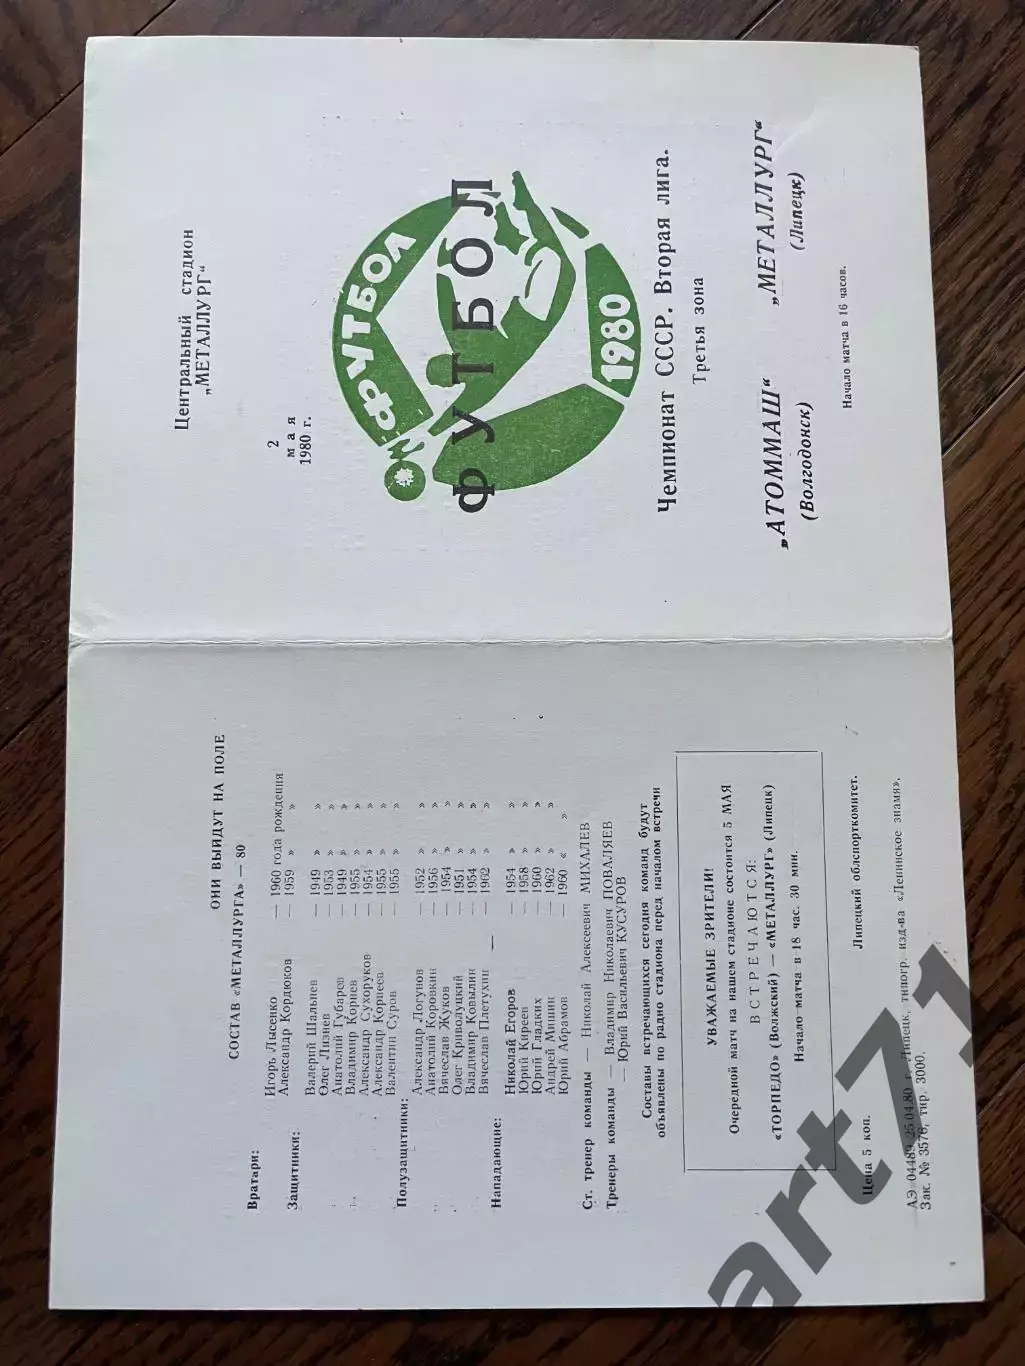 Центральный стадион
„МЕТАЛЛУРГ“
2
мая
1980 г.
ФУТБОЛ
ФУТБОЛ
1980
Чемпионат СССР. Вторая лига.
Третья зона
„АТОММАШ“ „МЕТАЛЛУРГ“
(Волгодонск) (Липецк)
Начало матча в 16 часов.
ОНИ ВЫЙДУТ НА ПОЛЕ
СОСТАВ «МЕТАЛЛУРГА» — 80
Вратари: Игорь Лысенко — 1960 года рождения
Александр Кордюков — 1959 » »
Защитники: Валерий Шальнев — 1949 » »
Олег Лизнев — 1953 » »
Анатолий Губарев — 1949 » »
Владимир Корнев — 1955 » »
Александр Сухоруков — 1954 » »
Александр Корнеев — 1955 » »
Валентин Суров — 1955 » »
Полузащитники: Александр Логунов — 1952 » »
Анатолий Коровкин — 1956 » »
Вячеслав Жуков — 1954 » »
Олег Криволуцкий — 1951 » »
Владимир Ковылин — 1954 » »
Вячеслав Плетухин — 1962 » »
Нападающие: Николай Егоров — 1954 » »
Юрий Киреев — 1958 » »
Юрий Гладких — 1960 » »
Андрей Мишин — 1962 » »
Юрий Абрамов — 1960 « »
Ст. тренер команды — Николай Алексеевич МИХАЛЕВ
Тренеры команды — Владимир Николаевич ПОВАЛЯЕВ
— Юрий Васильевич КУСУРОВ
Составы встречающихся сегодня команд будут
объявлены по радио стадиона перед началом встречи
УВАЖАЕМЫЕ ЗРИТЕЛИ!
Очередной матч на нашем стадионе состоится 5 МАЯ
ВСТРЕЧАЮТСЯ:
«ТОРПЕДО» (Волжский) — «МЕТАЛЛУРГ» (Липецк)
Начало матча в 18 час. 30 мин.
Цена 5 коп. Липецкий облспорткомитет.
АЭ 04489 25.04.80 г. Липецк, типогр. изд-ва «Ленинское знамя».
Зак. № 3578, тир. 3000.
art71